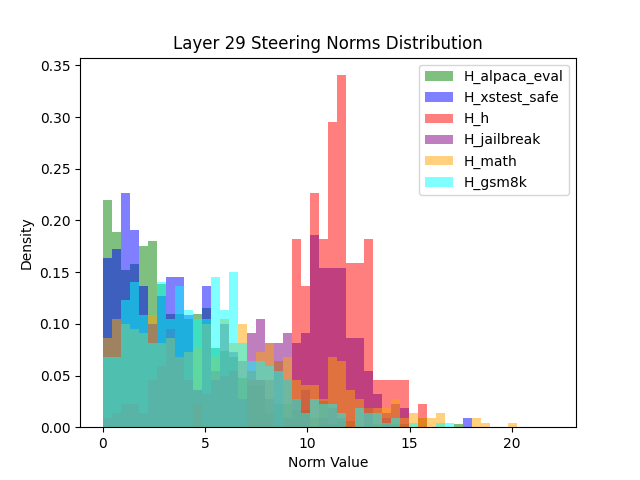 Layer 29 Steering Norms Distribution
Density
0.35
0.30
0.25
0.20
0.15
0.10
0.05
0.00
H_alpaca_eval
H_xstest_safe
H_h
H_jailbreak
H_math
H_gsm8k
0 5 10 15 20
Norm Value